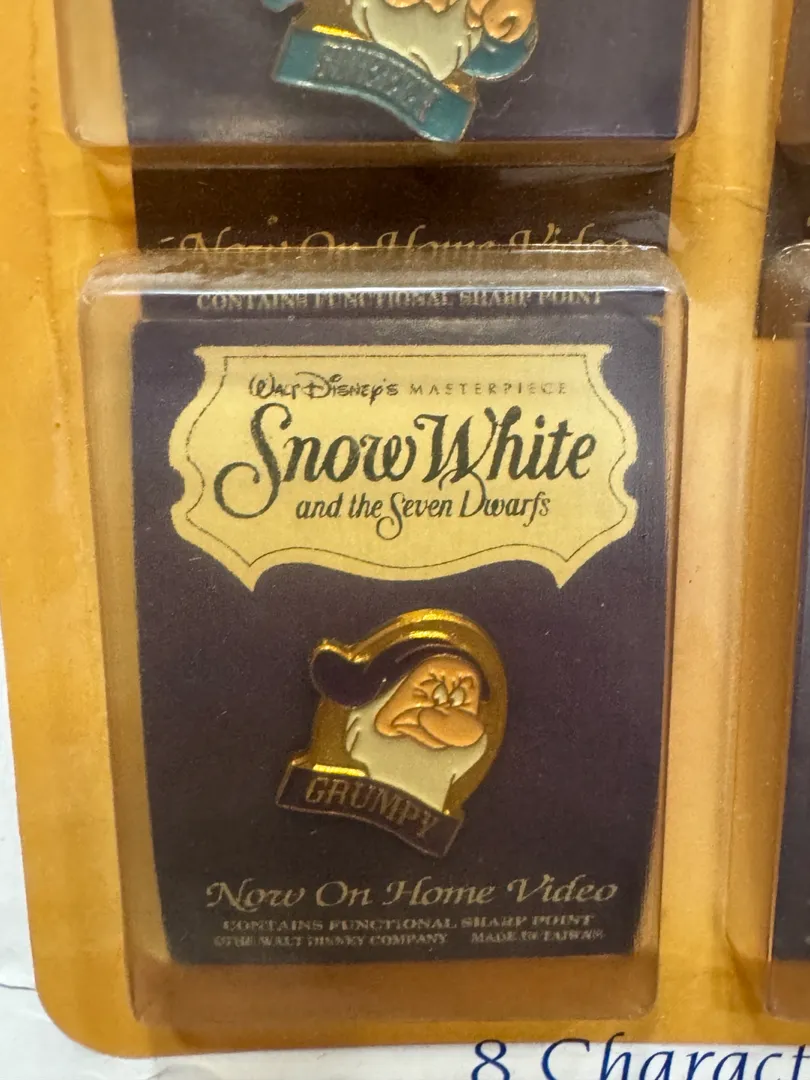 Now On Home Video
CONTAINS FUNCTIONAL SHARP POINT
WALT DISNEY'S MASTERPIECE
Snow White
and the Seven Dwarfs
GRUMPY
Now On Home Video
CONTAINS FUNCTIONAL SHARP POINT
©THE WALT DISNEY COMPANY MADE IN TAIWAN
8 Charact